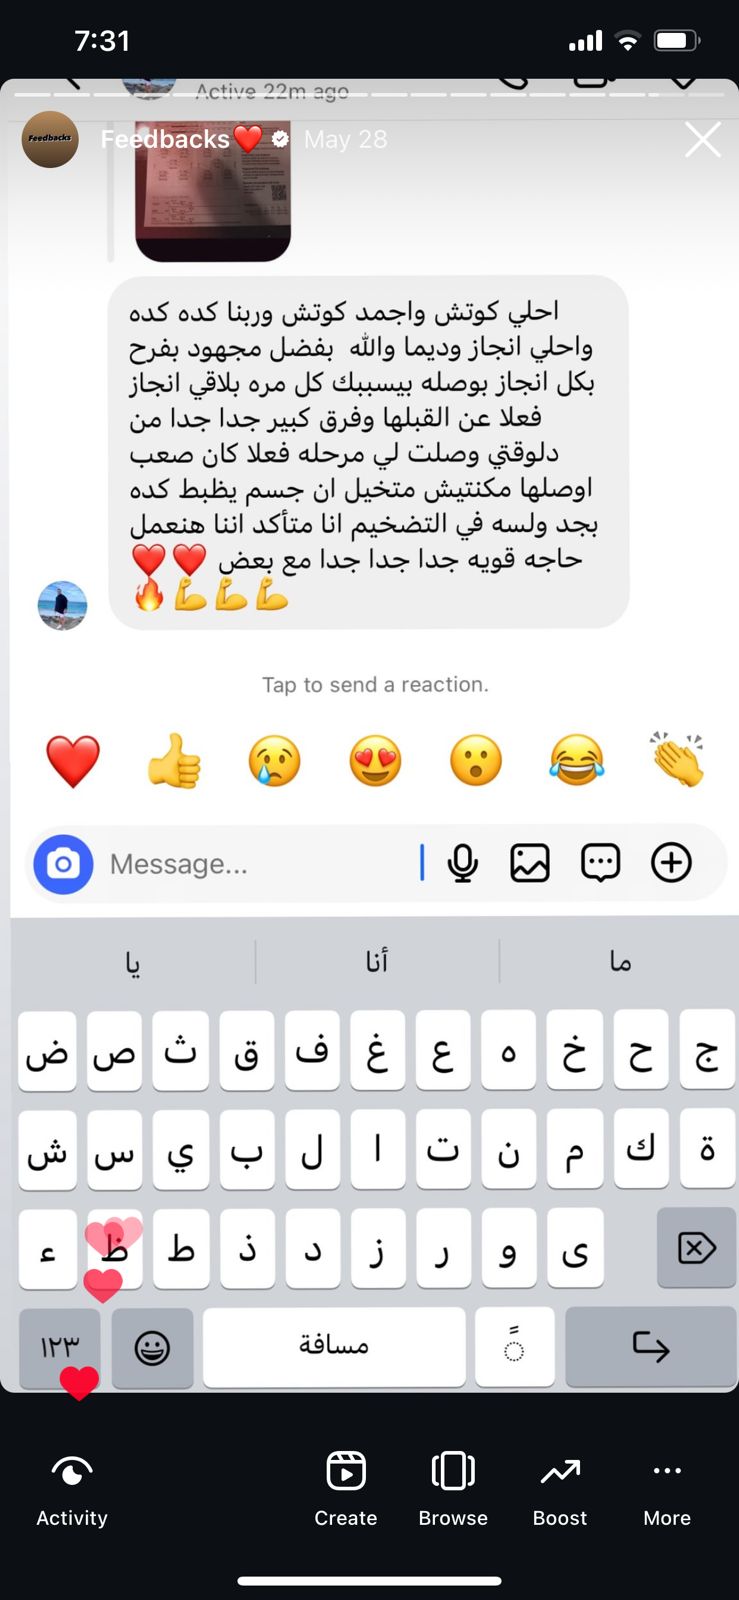 7:31
Active 22m ago
Feedbacks
Feedbacks❤️ May 28
احلي كوتش واجمد كوتش وربنا كده كده
واحلي انجاز وديما والله بفضل مجهود بفرح
بكل انجاز بوصله بيسببك كل مره بلاقي انجاز
فعلا عن القبلها وفرق كبير جدا جدا من
دلوقتي وصلت لي مرحله فعلا كان صعب
اوصلها مكنتيش متخيل ان جسم يظبط كده
بجد ولسه في التضخيم انا متأكد اننا هنعمل
حاجه قويه جدا جدا جدا مع بعض ❤️❤️
🔥💪💪💪
Tap to send a reaction.
Message...
يا أنا ما
ض ص ث ق ف غ ع ه خ ح ج
ش س ي ب ل ا ت ن م ك ة
ء ظ ط ذ د ز ر و ى
١٢٣ مسافة
Activity Create Browse Boost More